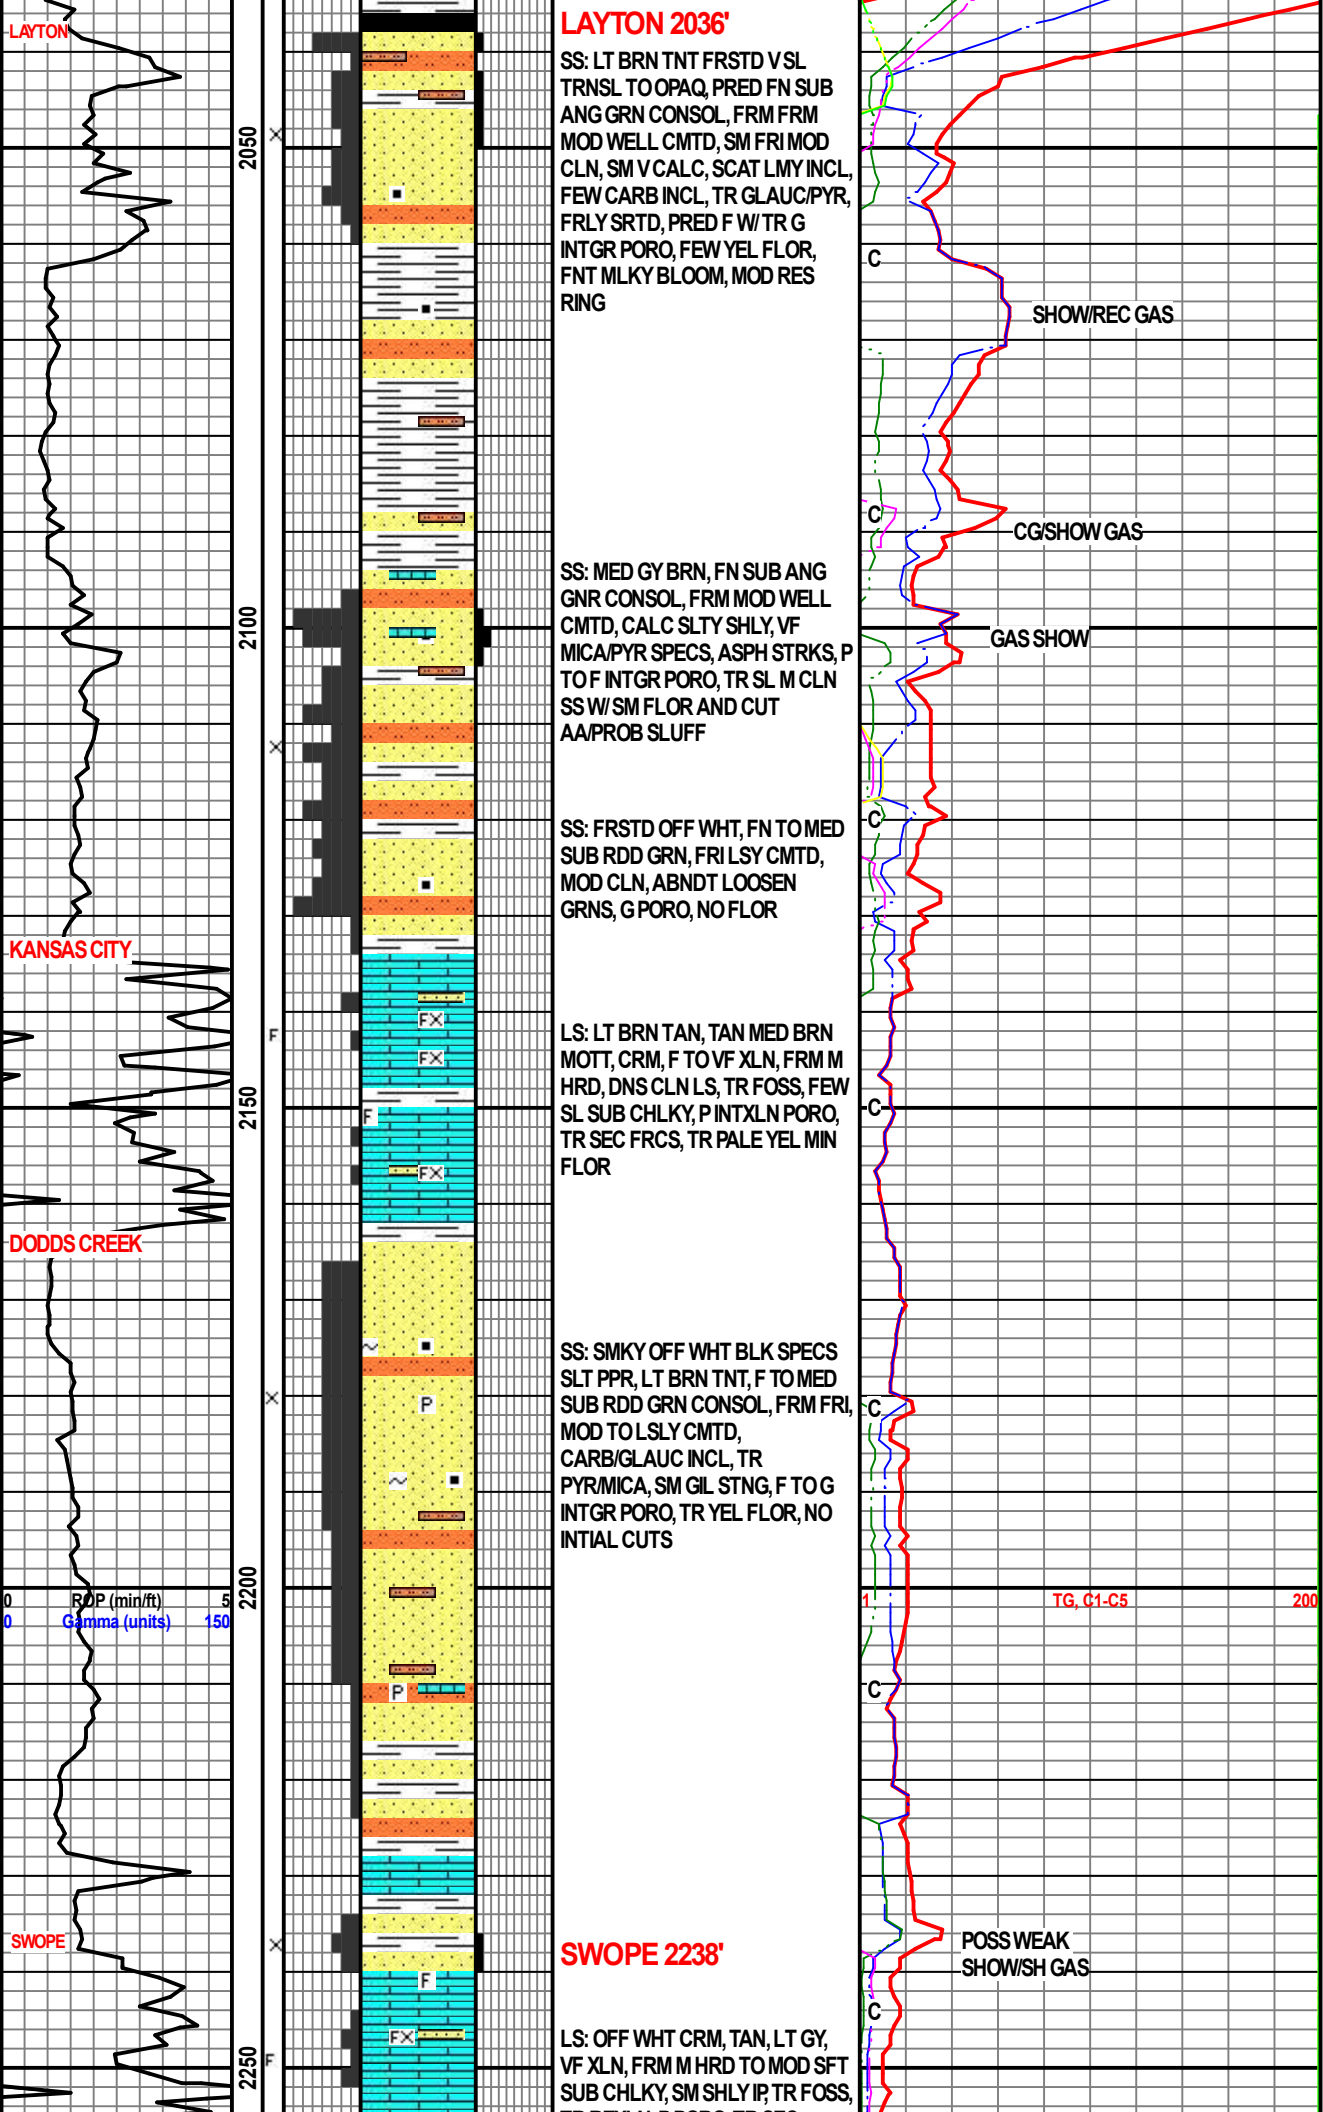 LAYTON
LAYTON 2036'
SS: LT BRN TNT FRSTD V SL
TRNSL TO OPAQ, PRED FN SUB
ANG GRN CONSOL, FRM FRM
MOD WELL CMTD, SM FRI MOD
CLN, SM V CALC, SCAT LMY INCL,
FEW CARB INCL, TR GLAUC/PYR,
FRLY SRTD, PRED F W/ TR G
INTGR PORO, FEW YEL FLOR,
FNT MLKY BLOOM, MOD RES
RING
2050
C
SHOW/REC GAS
C
CG/SHOW GAS
SS: MED GY BRN, FN SUB ANG
GNR CONSOL, FRM MOD WELL
CMTD, CALC SLTY SHLY, VF
MICA/PYR SPECS, ASPH STRKS, P
TO F INTGR PORO, TR SL M CLN
SS W/ SM FLOR AND CUT
AA/PROB SLUFF
2100
GAS SHOW
C
SS: FRSTD OFF WHT, FN TO MED
SUB RDD GRN, FRI LSY CMTD,
MOD CLN, ABNDT LOOSEN
GRNS, G PORO, NO FLOR
KANSAS CITY
F
FX
FX
LS: LT BRN TAN, TAN MED BRN
MOTT, CRM, F TO VF XLN, FRM M
HRD, DNS CLN LS, TR FOSS, FEW
SL SUB CHLKY, P INTXLN PORO,
TR SEC FRCS, TR PALE YEL MIN
FLOR
2150
F
C
FX
DODDS CREEK
SS: SMKY OFF WHT BLK SPECS
SLT PPR, LT BRN TNT, F TO MED
SUB RDD GRN CONSOL, FRM FRI,
MOD TO LSLY CMTD,
CARB/GLAUC INCL, TR
PYR/MICA, SM GIL STNG, F TO G
INTGR PORO, TR YEL FLOR, NO
INTIAL CUTS
P
C
2200
0 ROP (min/ft) 5
0 Gamma (units) 150
1 TG, C1-C5 200
P
C
SWOPE
SWOPE 2238'
POSS WEAK
SHOW/SH GAS
F
C
FX
LS: OFF WHT CRM, TAN, LT GY,
VF XLN, FRM M HRD TO MOD SFT
SUB CHLKY, SM SHLY IP, TR FOSS,
2250
F